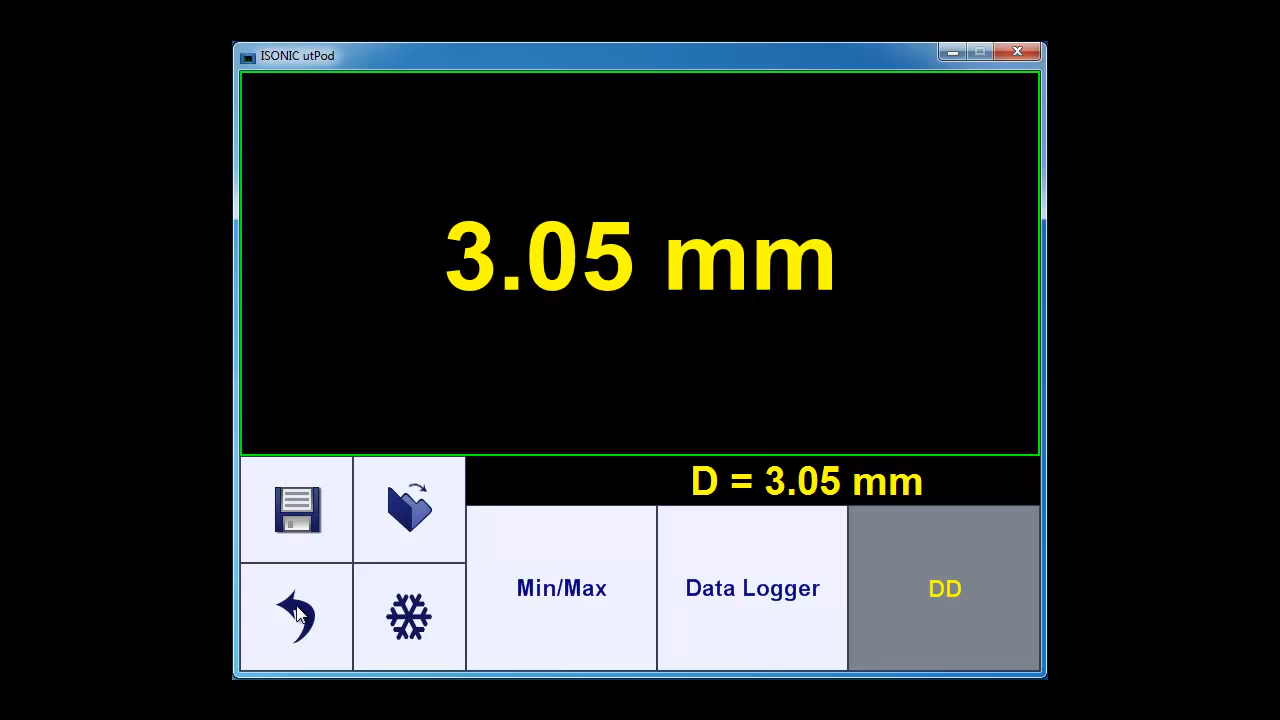 ISONIC utPod
3.05 mm
D = 3.05 mm
Min/Max
Data Logger
DD